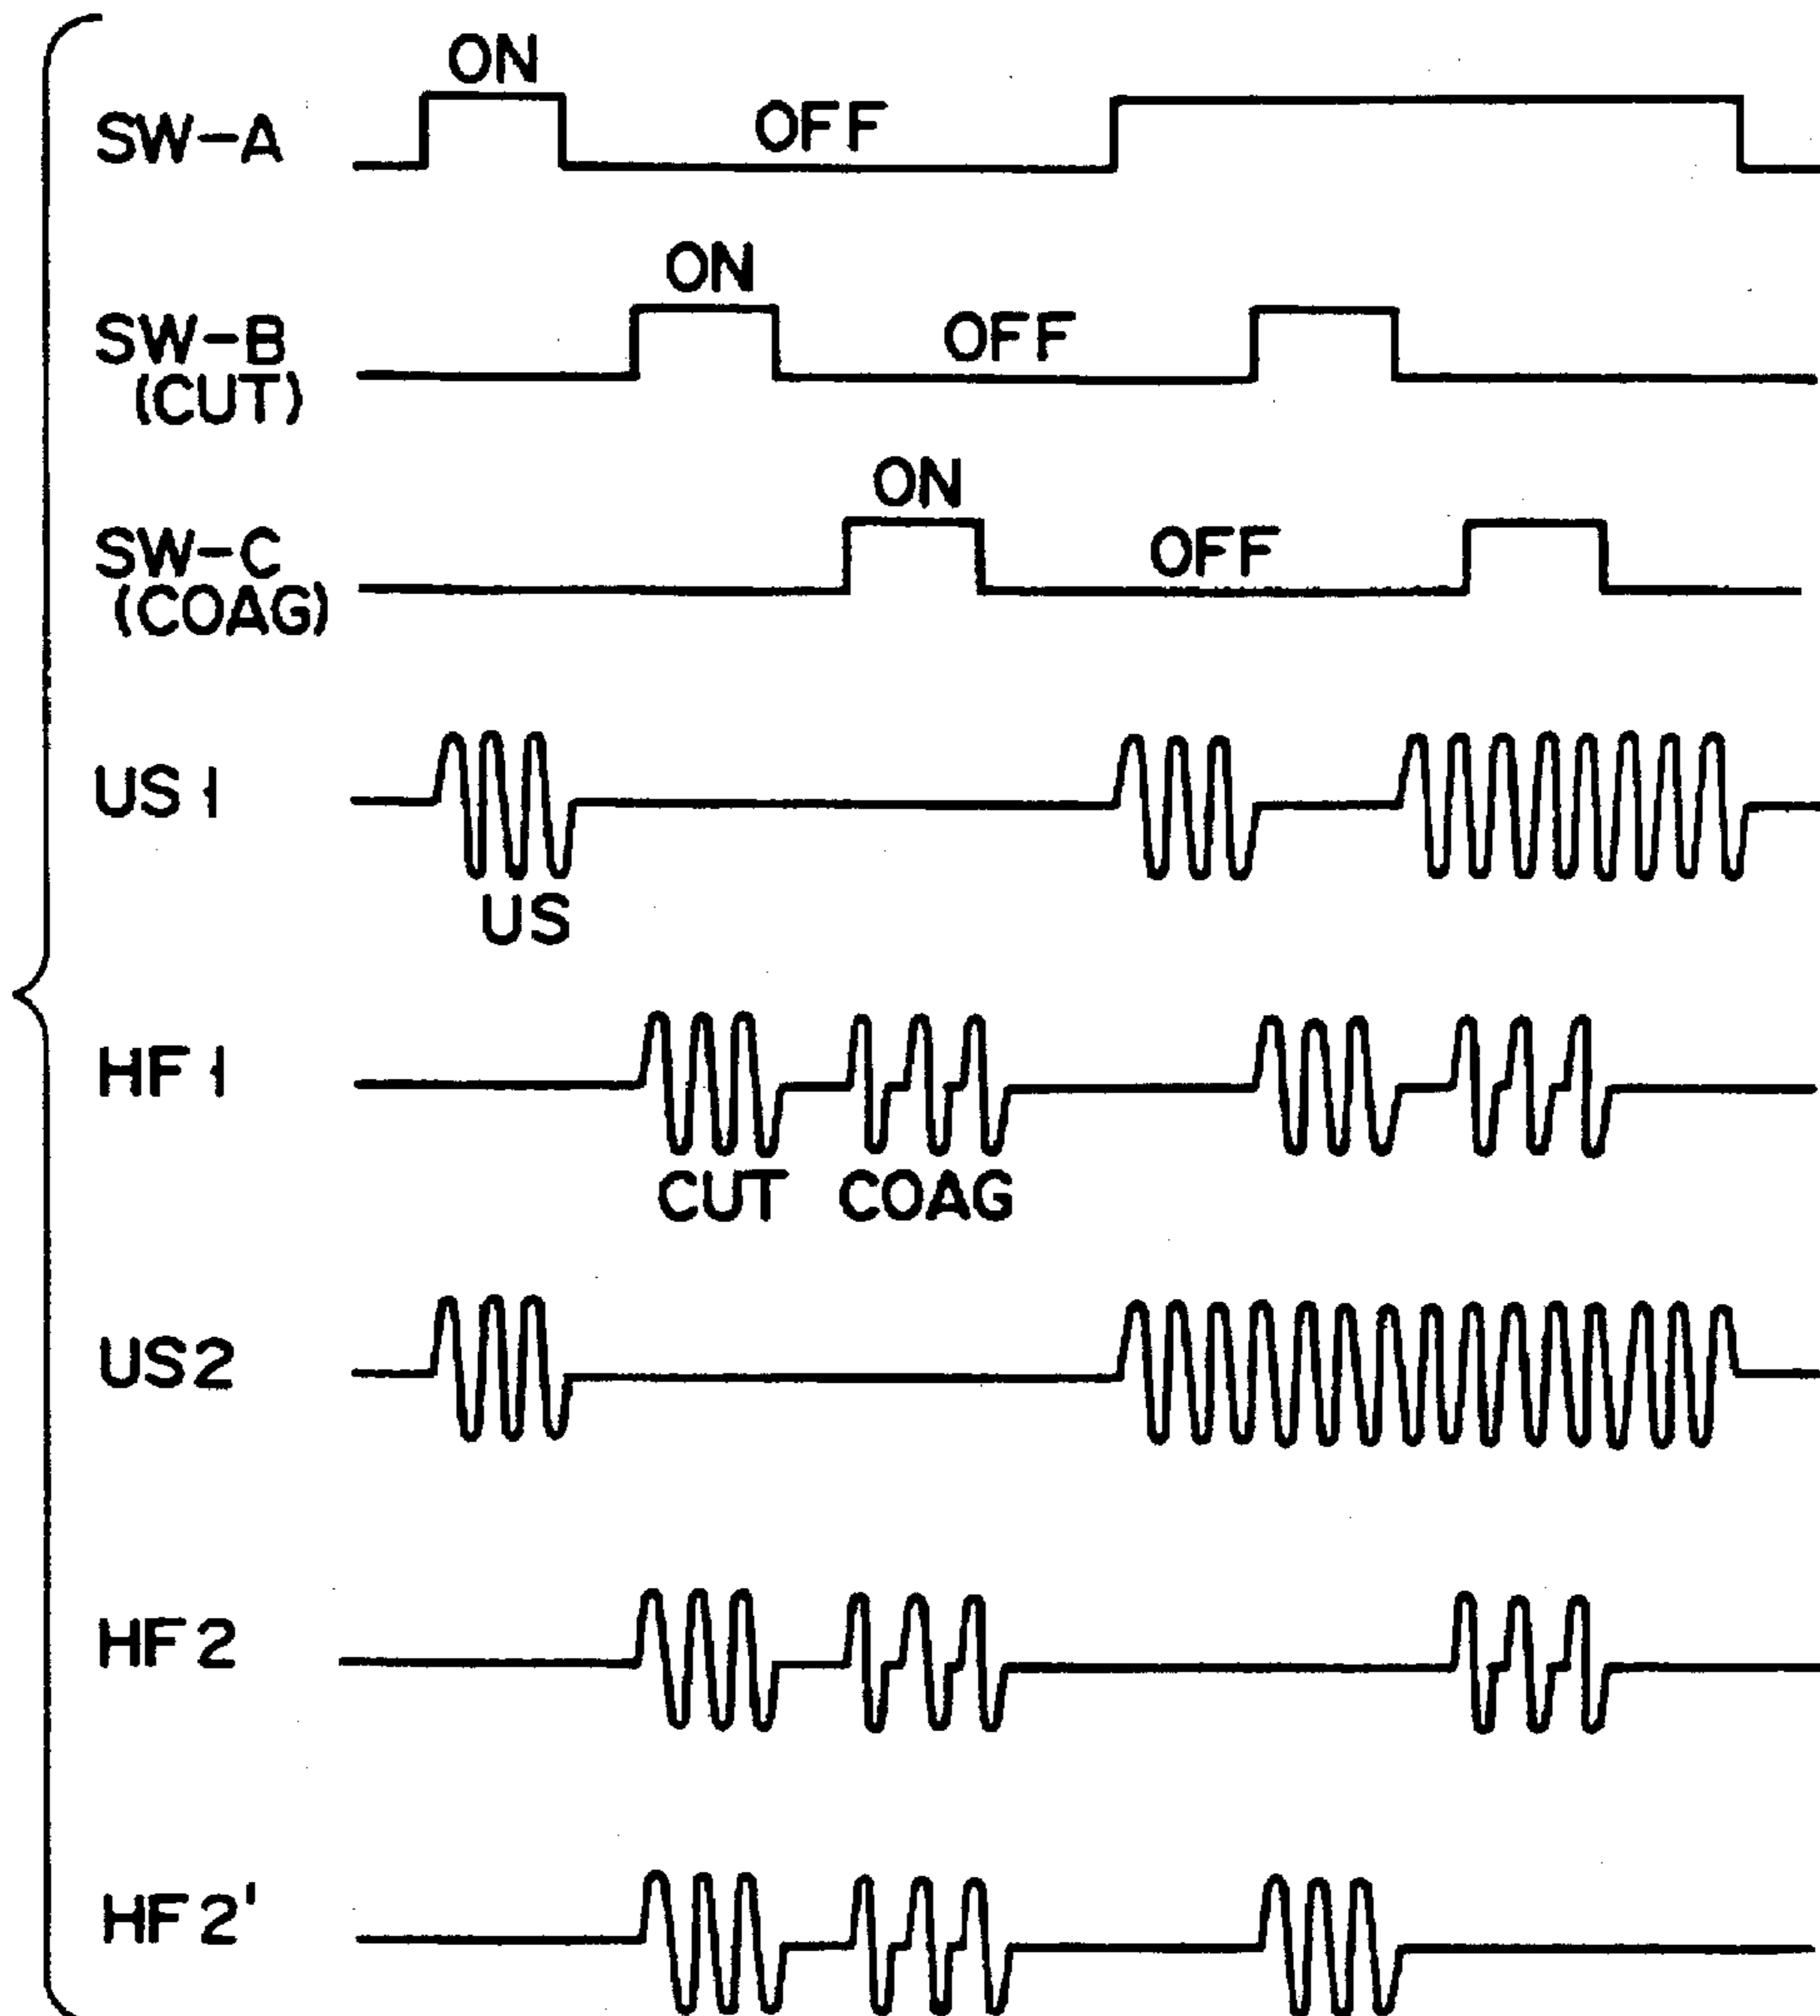 ON
SW-A
OFF
ON
SW-B
OFF
(CUT)
ON
SW-C
OFF
(COAG)
US1
US
HF1
CUT COAG
US2
HF2
HF2'